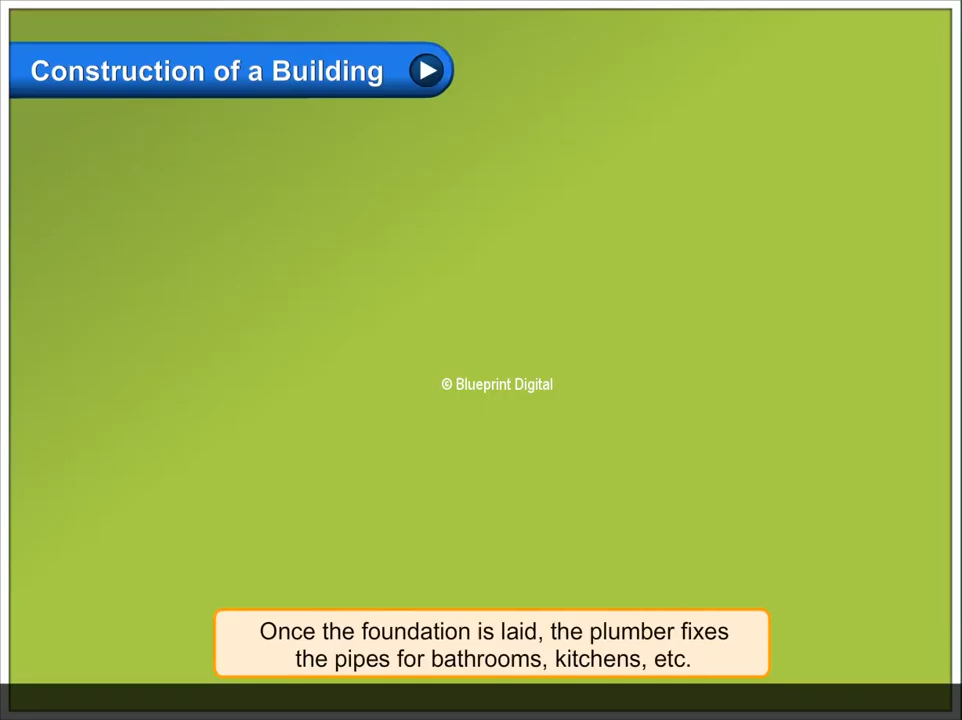 Construction of a Building
© Blueprint Digital
Once the foundation is laid, the plumber fixes
the pipes for bathrooms, kitchens, etc.